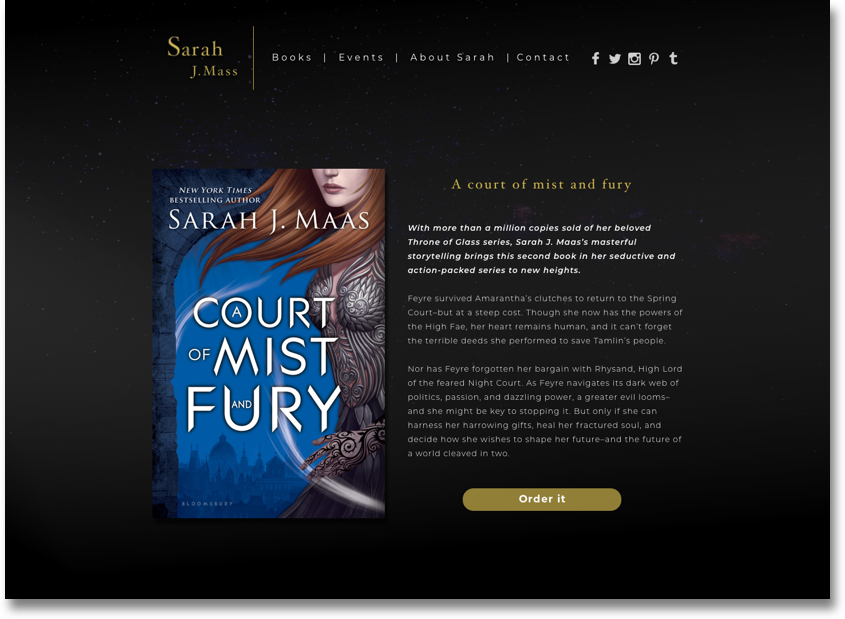 Sarah
J.Mass
Books | Events | About Sarah | Contact
NEW YORK TIMES
BESTSELLING AUTHOR
SARAH J. MAAS
A
COURT
OF MIST
AND
FURY
BLOOMSBURY
A court of mist and fury
With more than a million copies sold of her beloved
Throne of Glass series, Sarah J. Maas's masterful
storytelling brings this second book in her seductive and
action-packed series to new heights.
Feyre survived Amarantha's clutches to return to the Spring
Court–but at a steep cost. Though she now has the powers of
the High Fae, her heart remains human, and it can't forget
the terrible deeds she performed to save Tamlin's people.
Nor has Feyre forgotten her bargain with Rhysand, High Lord
of the feared Night Court. As Feyre navigates its dark web of
politics, passion, and dazzling power, a greater evil looms–
and she might be key to stopping it. But only if she can
harness her harrowing gifts, heal her fractured soul, and
decide how she wishes to shape her future–and the future of
a world cleaved in two.
Order it